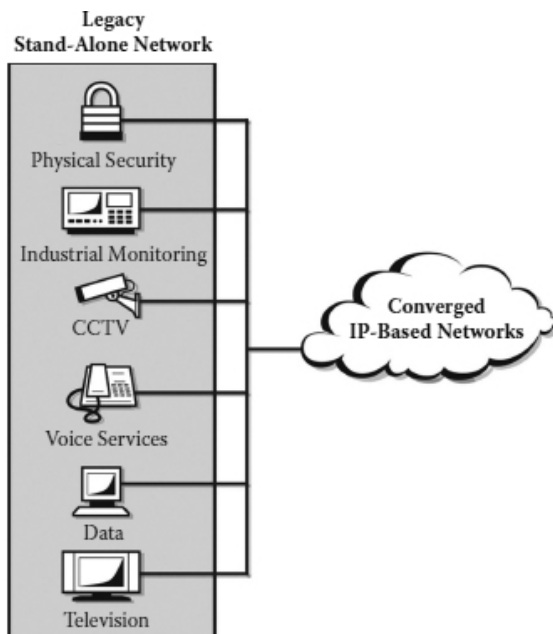 Legacy
Stand-Alone Network
Physical Security
Industrial Monitoring
CCTV
Voice Services
Data
Television
Converged
IP-Based Networks